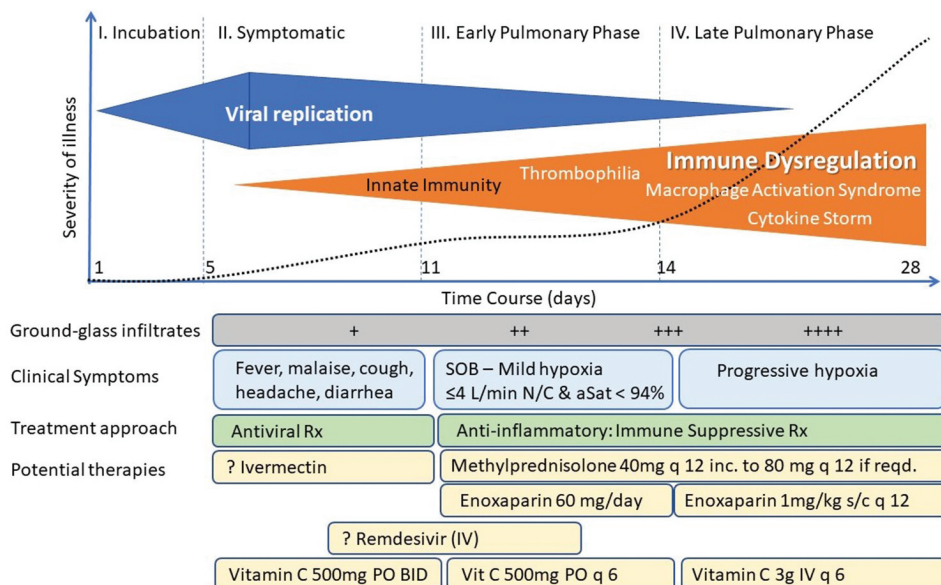 I. Incubation II. Symptomatic III. Early Pulmonary Phase IV. Late Pulmonary Phase
Severity of illness
Viral replication
Innate Immunity
Thrombophilia
Immune Dysregulation
Macrophage Activation Syndrome
Cytokine Storm
1 5 11 14 28
Time Course (days)
Ground-glass infiltrates + ++ +++ ++++
Clinical Symptoms
Fever, malaise, cough,
headache, diarrhea
SOB – Mild hypoxia
≤4 L/min N/C & aSat < 94%
Progressive hypoxia
Treatment approach
Antiviral Rx
Anti-inflammatory: Immune Suppressive Rx
Potential therapies
? Ivermectin
Methylprednisolone 40mg q 12 inc. to 80 mg q 12 if reqd.
Enoxaparin 60 mg/day
Enoxaparin 1mg/kg s/c q 12
? Remdesivir (IV)
Vitamin C 500mg PO BID
Vit C 500mg PO q 6
Vitamin C 3g IV q 6